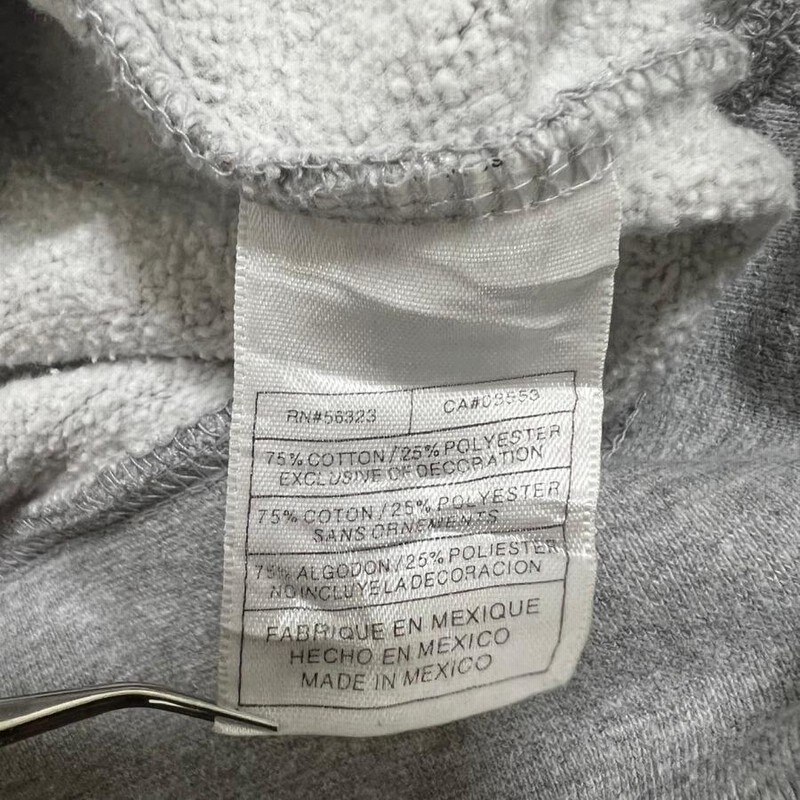 RN#56323 CA#09553
75% COTTON / 25% POLYESTER
EXCLUSIVE OF DECORATION
75% COTON / 25% POLYESTER
SANS ORNEMENTS
75% ALGODON / 25% POLIESTER
NO INCLUYE LA DECORACION
FABRIQUE EN MEXIQUE
HECHO EN MEXICO
MADE IN MEXICO